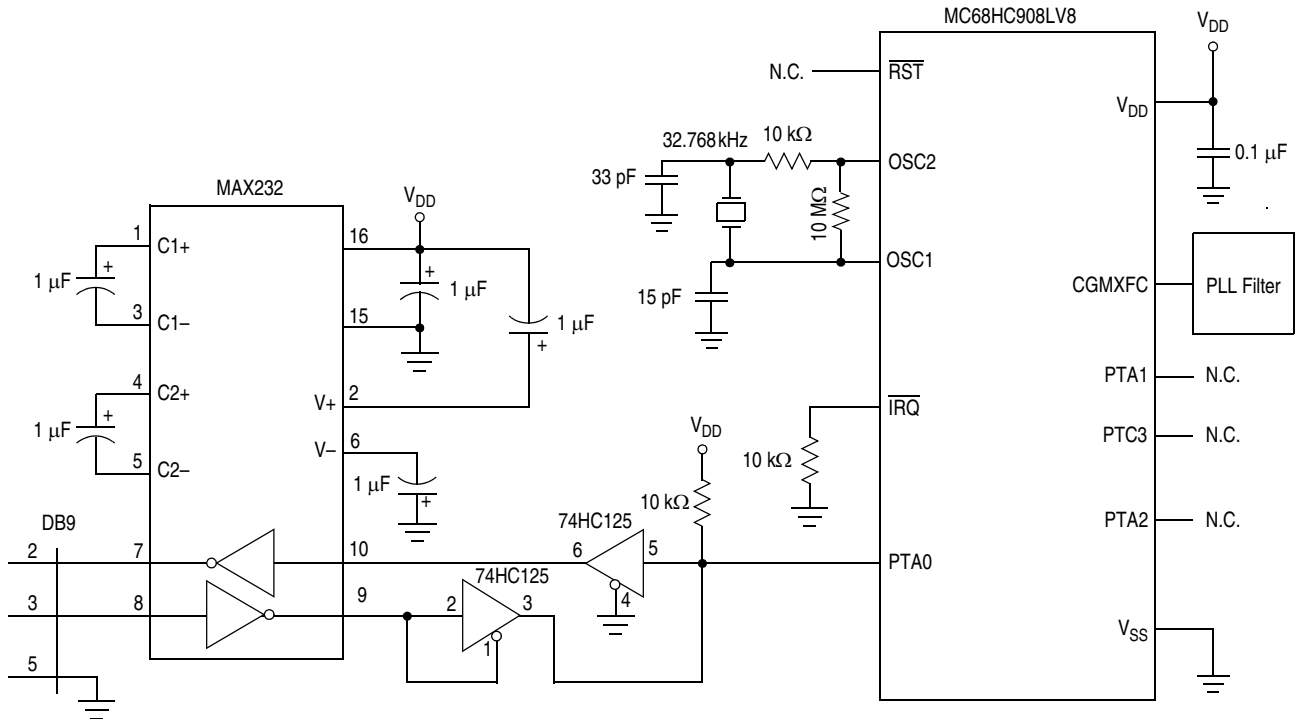 MC68HC908LV8
VDD
N.C.
RST
VDD
0.1 µF
32.768 kHz
10 kΩ
OSC2
33 pF
10 MΩ
OSC1
15 pF
CGMXFC
PLL Filter
MAX232
VDD
1
C1+
16
1 µF
+
+
1 µF
3
C1–
15
1 µF
+
4
C2+
V+
2
1 µF
+
5
C2–
V–
6
1 µF
+
PTA1
N.C.
IRQ
PTC3
N.C.
VDD
10 kΩ
10 kΩ
PTA2
N.C.
DB9
74HC125
2
7
10
6
5
4
PTA0
74HC125
3
8
9
2
3
1
5
VSS